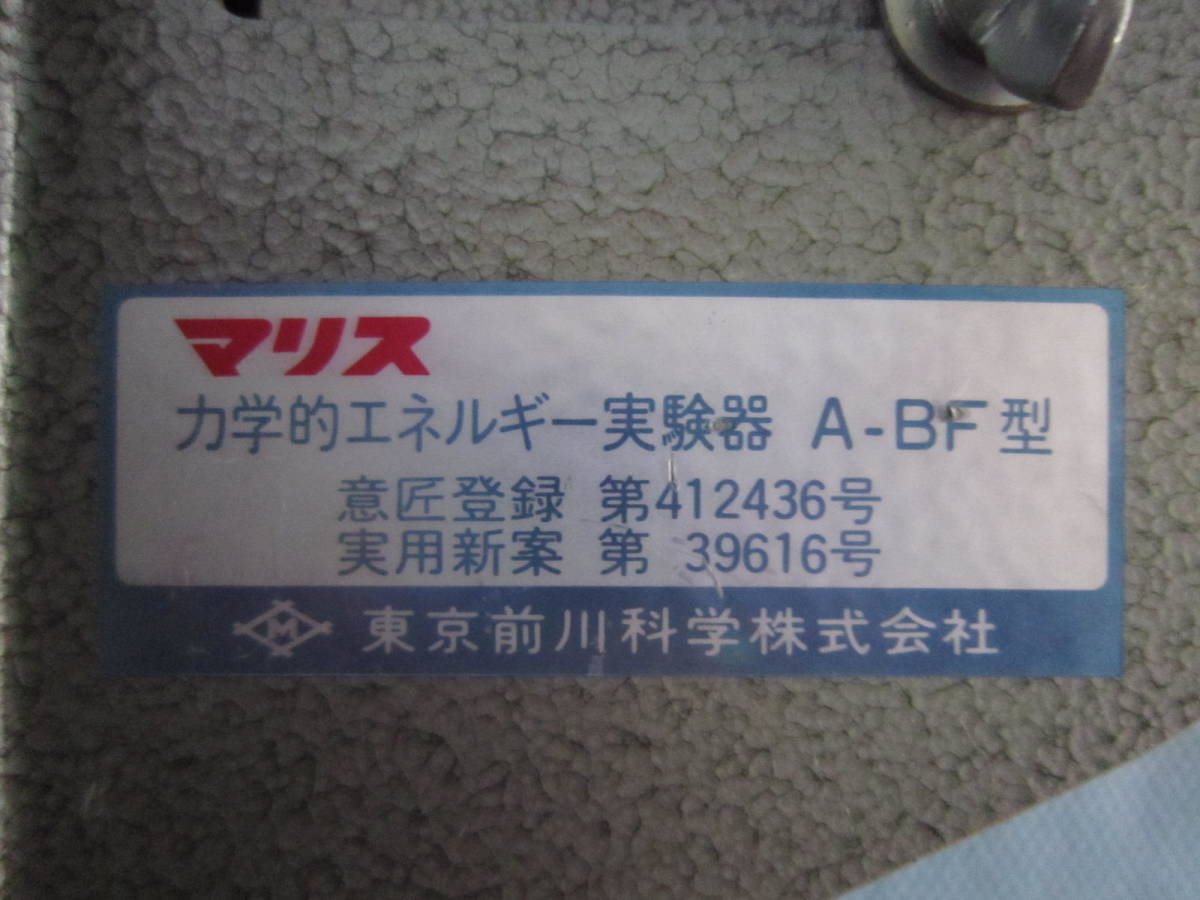 マリス
力学的エネルギー実験器 A-BF型
意匠登録 第412436号
実用新案 第 39616号
M 東京前川科学株式会社